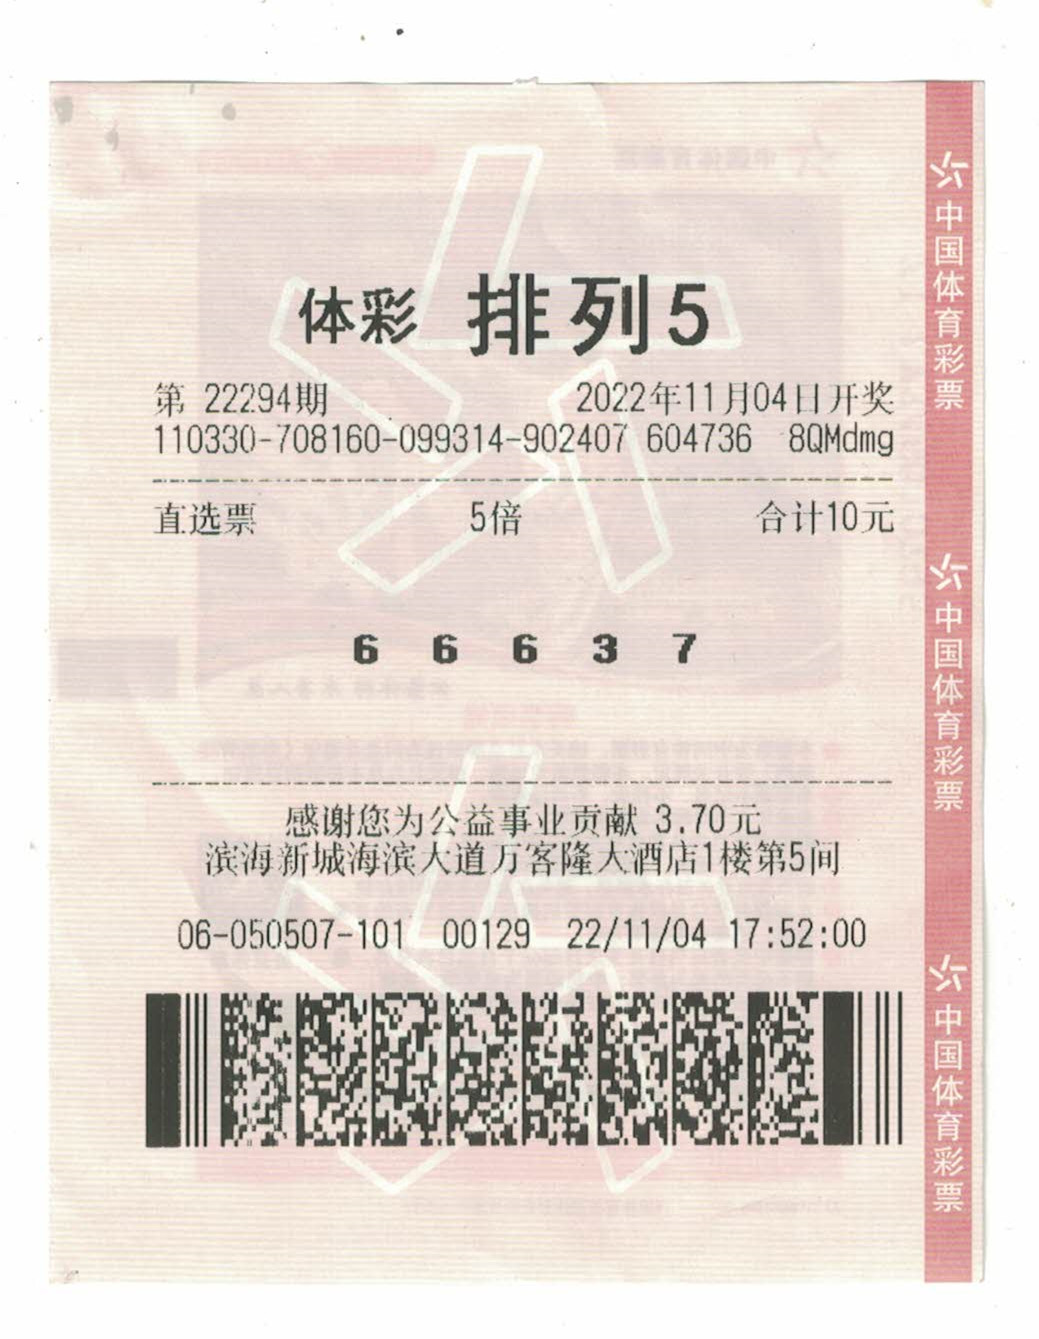 体彩 排列5
第 22294期 2022年11月04日开奖
110330-708160-099314-902407 604736 8QMdmg
直选票 5倍 合计10元
6 6 6 3 7
感谢您为公益事业贡献 3.70元
滨海新城海滨大道万客隆大酒店1楼第5间
06-050507-101 00129 22/11/04 17:52:00
中国体育彩票
中国体育彩票
中国体育彩票